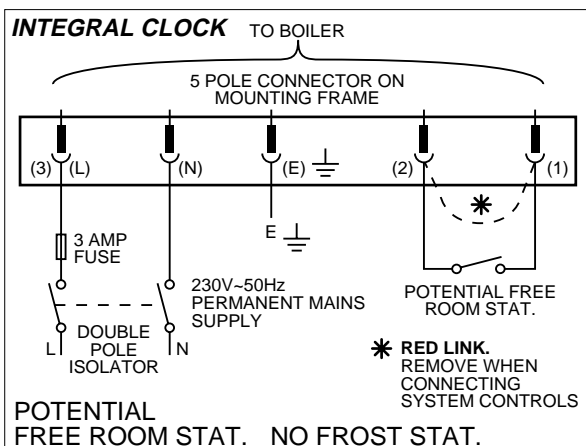 INTEGRAL CLOCK TO BOILER
5 POLE CONNECTOR ON
MOUNTING FRAME
(3) (L) (N) (E) (2) (1)
E
3 AMP
FUSE
230V~50Hz
PERMANENT MAINS
SUPPLY
POTENTIAL FREE
ROOM STAT.
L DOUBLE N
POLE
ISOLATOR
✱ RED LINK.
REMOVE WHEN
CONNECTING
SYSTEM CONTROLS
POTENTIAL
FREE ROOM STAT. NO FROST STAT.